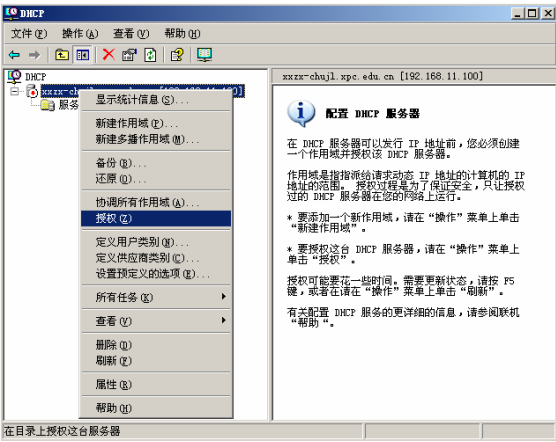 DHCP
文件(F) 操作(A) 查看(V) 帮助(H)
DHCP
xxzx-ch
服务
显示统计信息(S)...
新建作用域(P)...
新建多播作用域(M)...
备份(B)...
还原(O)...
协调所有作用域(A)...
授权(Z)
定义用户类别(U)...
定义供应商类别(C)...
设置预定义的选项(E)...
所有任务(K)
查看(V)
删除(D)
刷新(F)
属性(R)
帮助(H)
xxzx-chujl.xpc.edu.cn [192.168.11.100]
配置 DHCP 服务器
在 DHCP 服务器可以发行 IP 地址前，您必须创建
一个作用域并授权该 DHCP 服务器。
作用域是指指派给请求动态 IP 地址的计算机的 IP
地址的范围。 授权过程是为了保证安全，只让授权
过的 DHCP 服务器在您的网络上运行。
* 要添加一个新作用域，请在“操作”菜单上单击
“新建作用域”。
* 要授权这台 DHCP 服务器，请在“操作”菜单上
单击“授权”。
授权可能要花一些时间。需要更新状态，请按 F5
键，或者在请在“操作”菜单上单击“刷新”。
有关配置 DHCP 服务的更详细的信息，请参阅联机
“帮助“。
在目录上授权这台服务器